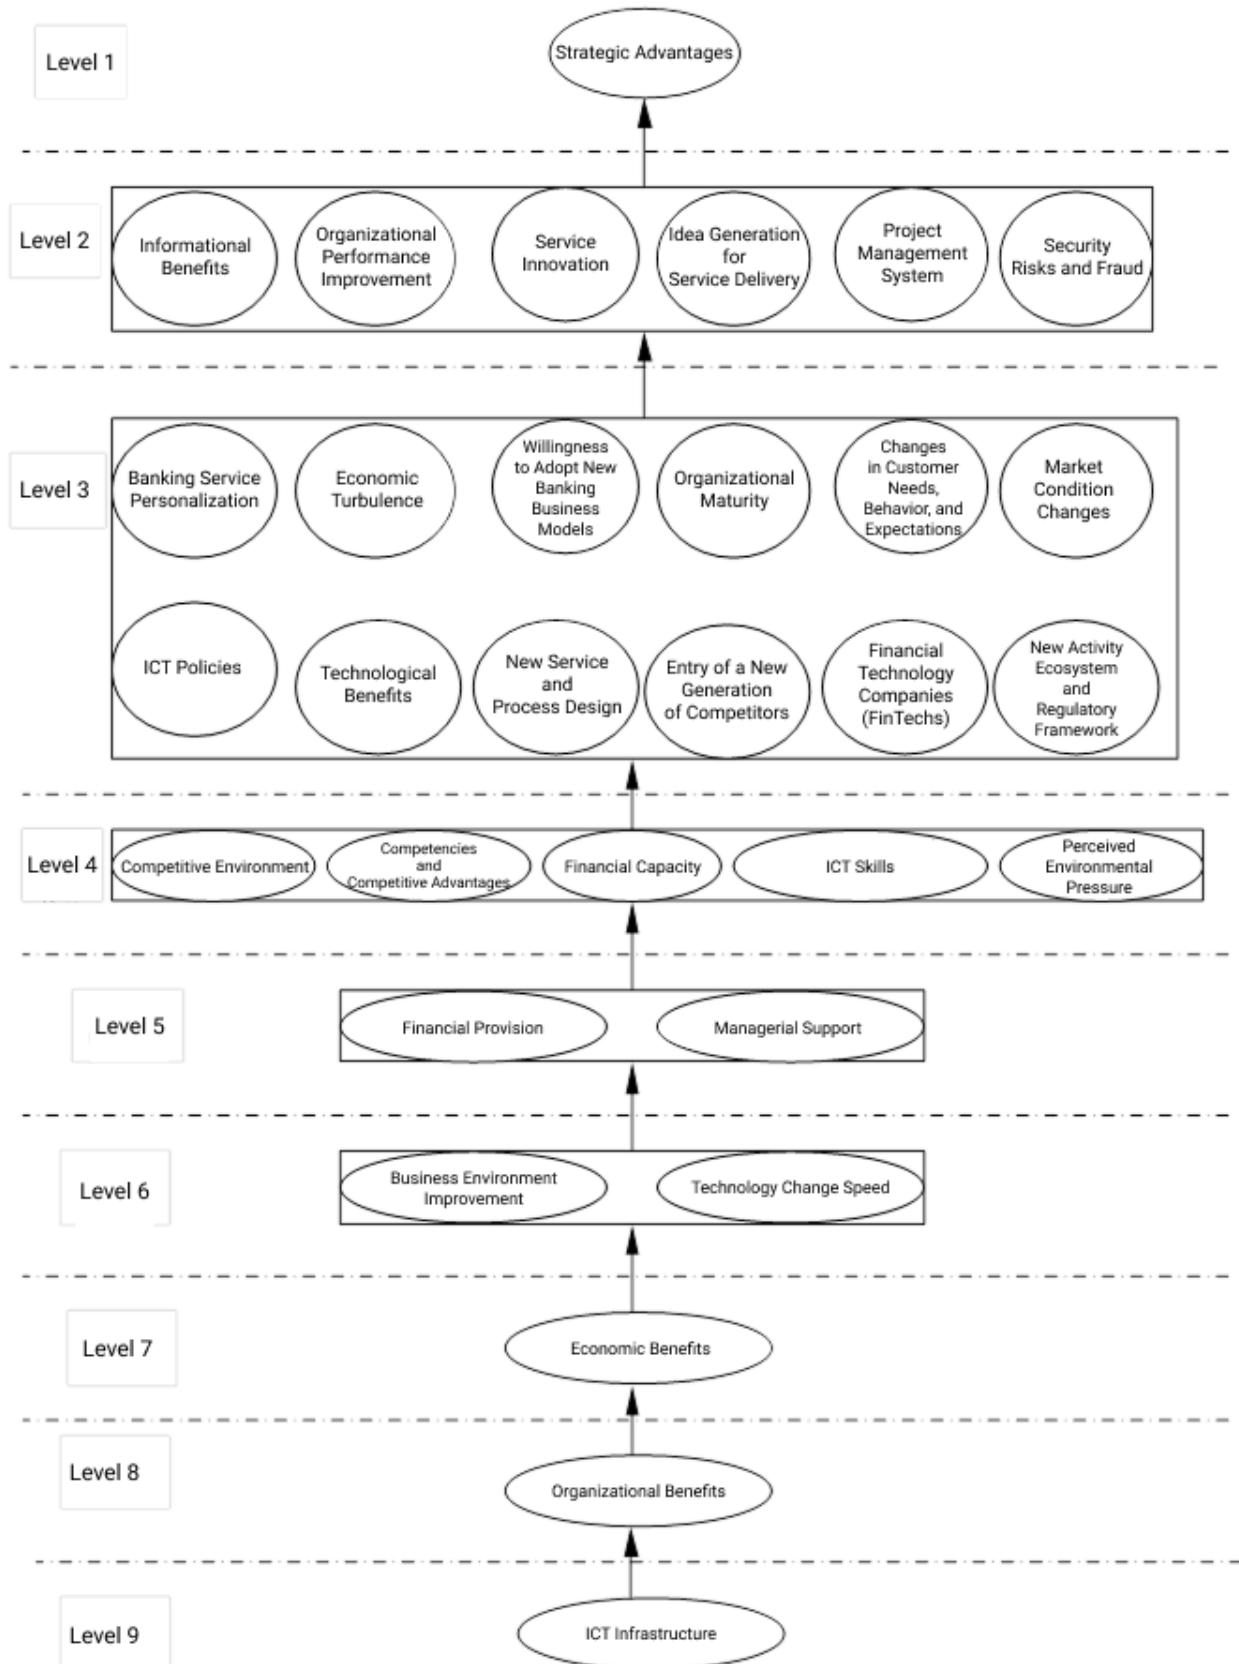 Level 1
Strategic Advantages
Level 2
Informational
Benefits
Organizational
Performance
Improvement
Service
Innovation
Idea Generation
for
Service Delivery
Project
Management
System
Security
Risks and Fraud
Level 3
Banking Service
Personalization
Economic
Turbulence
Willingness
to Adopt New
Banking
Business
Models
Organizational
Maturity
Changes
in Customer
Needs,
Behavior, and
Expectations
Market
Condition
Changes
ICT Policies
Technological
Benefits
New Service
and
Process Design
Entry of a New
Generation
of Competitors
Financial
Technology
Companies
(FinTechs)
New Activity
Ecosystem
and
Regulatory
Framework
Level 4
Competitive Environment
Competencies
and
Competitive Advantages
Financial Capacity
ICT Skills
Perceived
Environmental
Pressure
Level 5
Financial Provision
Managerial Support
Level 6
Business Environment
Improvement
Technology Change Speed
Level 7
Economic Benefits
Level 8
Organizational Benefits
Level 9
ICT Infrastructure